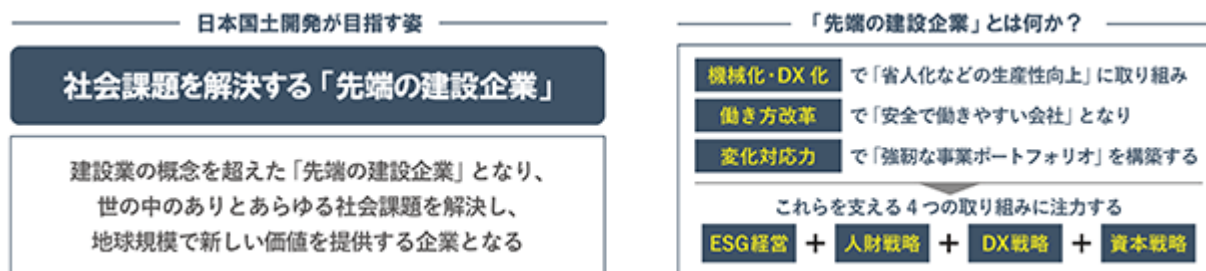 日本国土開発が目指す姿
社会課題を解決する「先端の建設企業」
建設業の概念を超えた「先端の建設企業」となり、
世の中のありとあらゆる社会課題を解決し、
地球規模で新しい価値を提供する企業となる
「先端の建設企業」とは何か？
機械化・DX化 で「省人化などの生産性向上」に取り組み
働き方改革 で「安全で働きやすい会社」となり
変化対応力 で「強靭な事業ポートフォリオ」を構築する
これらを支える4つの取り組みに注力する
ESG経営 + 人財戦略 + DX戦略 + 資本戦略